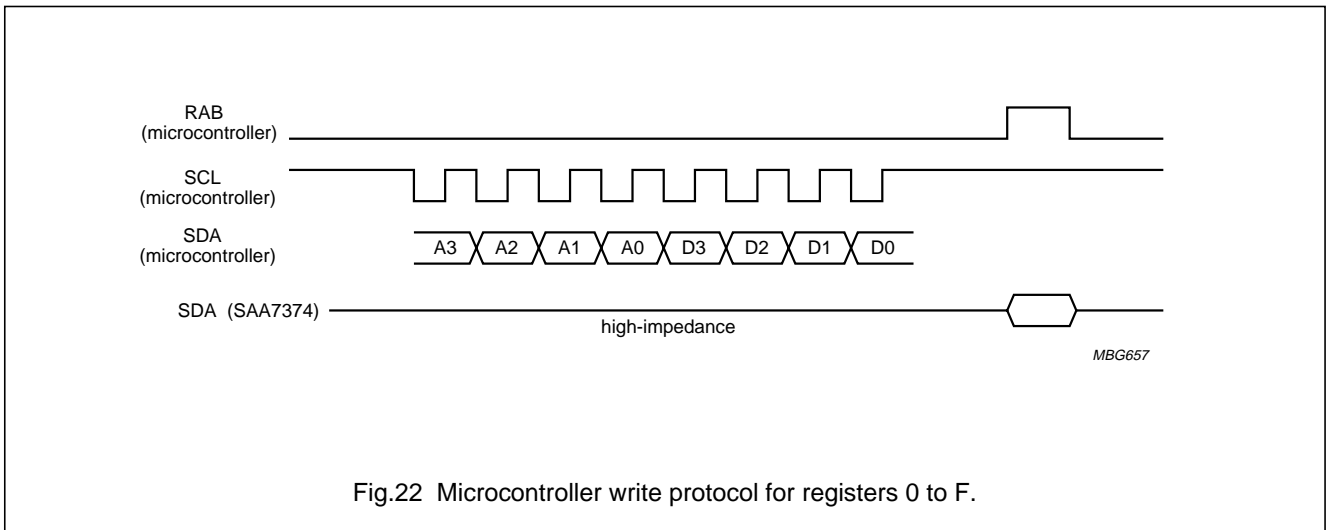 RAB
(microcontroller)
SCL
(microcontroller)
SDA
(microcontroller)
A3 A2 A1 A0 D3 D2 D1 D0
SDA (SAA7374)
high-impedance
MBG657
Fig.22 Microcontroller write protocol for registers 0 to F.